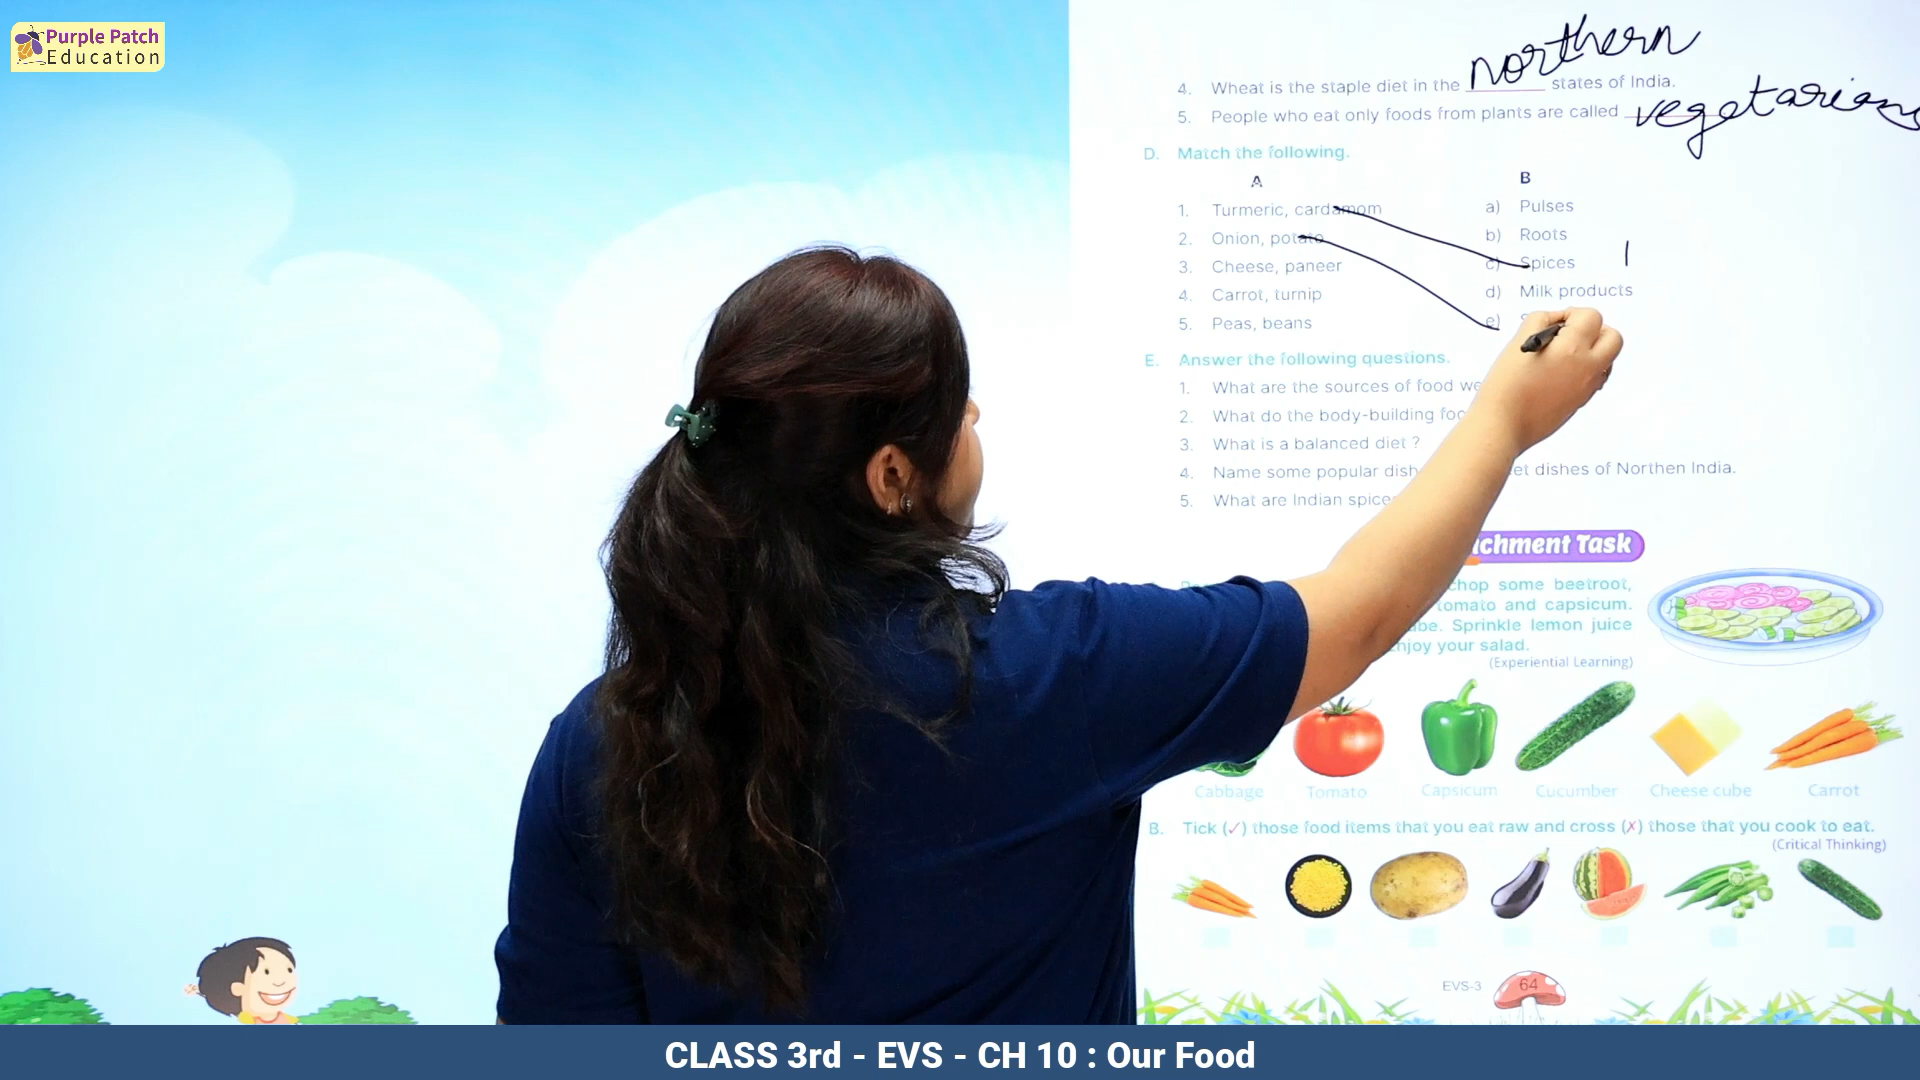 Purple Patch
Education
4. Wheat is the staple diet in the northern states of India.
5. People who eat only foods from plants are called vegetarians
D. Match the following.
A B
1. Turmeric, cardamom a) Pulses
2. Onion, potato b) Roots
3. Cheese, paneer c) Spices 1
4. Carrot, turnip d) Milk products
5. Peas, beans e)
E. Answer the following questions.
1. What are the sources of food we
2. What do the body-building
3. What is a balanced diet ?
4. Name some popular et dishes of Northen India.
5. What are Indian
chment Task
chop some beetroot,
tomato and capsicum.
be. Sprinkle lemon juice
njoy your salad.
(Experiential Learning)
Cabbage Tomato Capsicum Cucumber Cheese cube Carrot
B. Tick (✓) those food items that you eat raw and cross (✗) those that you cook to eat.
(Critical Thinking)
EVS-3 64
CLASS 3rd - EVS - CH 10 : Our Food